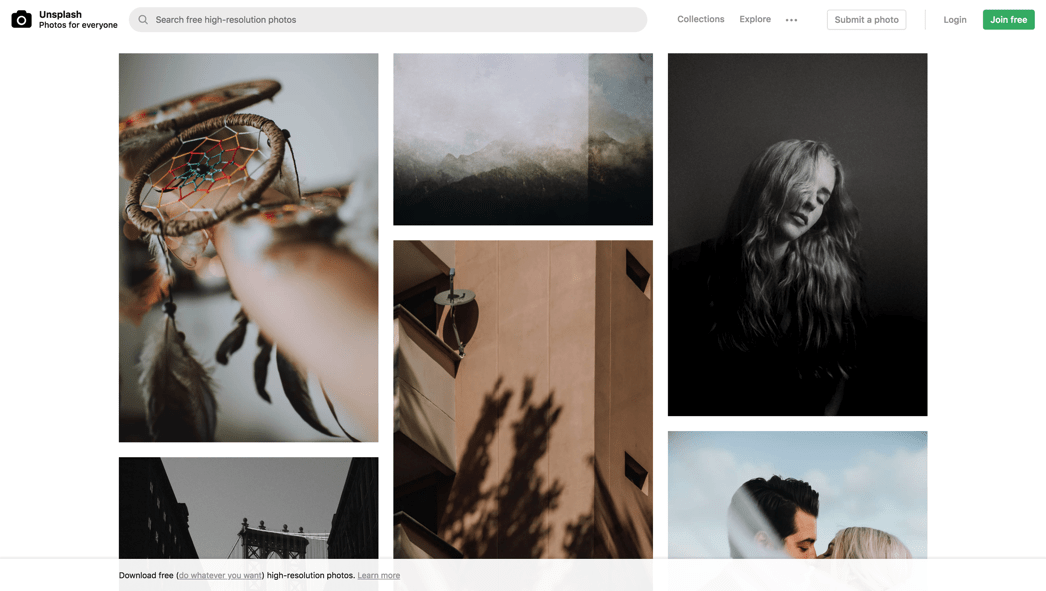 Unsplash
Photos for everyone
Search free high-resolution photos
Collections
Explore
Submit a photo
Login
Join free
Download free (do whatever you want) high-resolution photos. Learn more